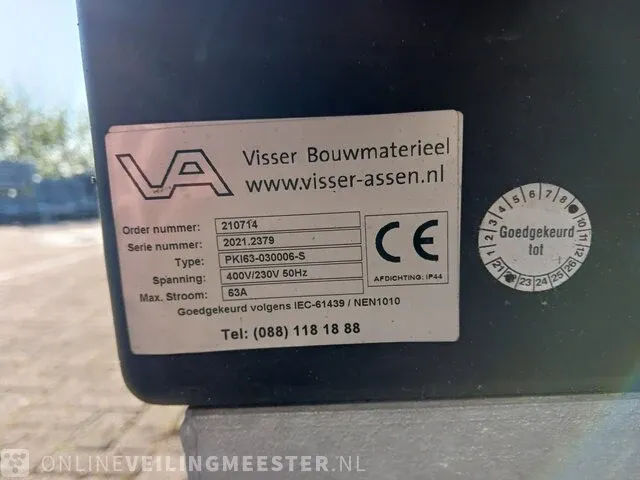 VA
Visser Bouwmaterieel
www.visser-assen.nl
Order nummer: 210714
Serie nummer: 2021.2379
Type: PKI63-030006-S
Spanning: 400V/230V 50Hz
Max. Stroom: 63A
CE
AFDICHTING: IP44
Goedgekeurd volgens IEC-61439 / NEN1010
Tel: (088) 118 18 88
1 2 3 4 5 6 7 8 10 11 12
Goedgekeurd
tot
21 23 24 25 26
ONLINEVEILINGMEESTER.NL